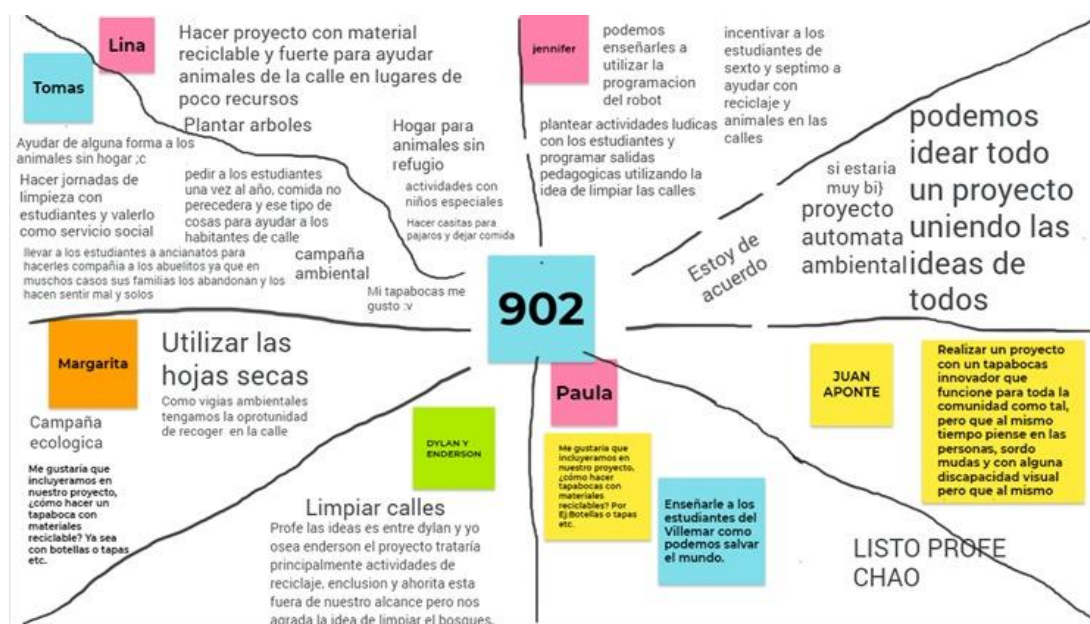 Lina
Hacer proyecto con material
reciclable y fuerte para ayudar
animales de la calle en lugares de
poco recursos
Tomas
Plantar arboles
Ayudar de alguna forma a los
animales sin hogar ;c
Hacer jornadas de
limpieza con
estudiantes y valerlo
como servicio social
pedir a los estudiantes
una vez al año, comida no
perecedera y ese tipo de
cosas para ayudar a los
habitantes de calle
Hogar para
animales sin
refugio
actividades con
niños especiales
Hacer casitas para
pajaros y dejar comida
llevar a los estudiantes a ancianatos para
hacerles compañia a los abuelitos ya que en
muschos casos sus familias los abandonan y los
hacen sentir mal y solos
campaña
ambiental
Mi tapabocas me
gusto :v
jennifer
podemos
enseñarles a
utilizar la
programacion
del robot
incentivar a los
estudiantes de
sexto y septimo a
ayudar con
reciclaje y
animales en las
calles
plantear actividades ludicas
con los estudiantes y
programar salidas
pedagogicas utilizando la
idea de limpiar las calles
Estoy de
acuerdo
si estaria
muy bi}
proyecto
automata
ambiental
podemos
idear todo
un proyecto
uniendo las
ideas de
todos
902
Margarita
Utilizar las
hojas secas
Como vigias ambientales
tengamos la oprotunidad
de recoger en la calle
Campaña
ecologica
Me gustaría que
incluyeramos en
nuestro proyecto,
¿cómo hacer un
tapaboca con
materiales
reciclable? Ya sea
con botellas o tapas
etc.
DYLAN Y
ENDERSON
Limpiar calles
Profe las ideas es entre dylan y yo
osea enderson el proyecto trataría
principalmente actividades de
reciclaje, enclusion y ahorita esta
fuera de nuestro alcance pero nos
agrada la idea de limpiar el bosques,
Paula
Me gustaria que
incluyeramos en
nuestro proyecto,
¿cómo hacer
tapabocas con
materiales
reciclables? Por
Ej Botellas o tapas
etc.
Enseñarle a los
estudiantes del
Villemar como
podemos salvar
el mundo.
JUAN
APONTE
Realizar un proyecto
con un tapabocas
innovador que
funcione para toda la
comunidad como tal,
pero que al mismo
tiempo piense en las
personas, sordo
mudas y con alguna
discapacidad visual
pero que al mismo
LISTO PROFE
CHAO